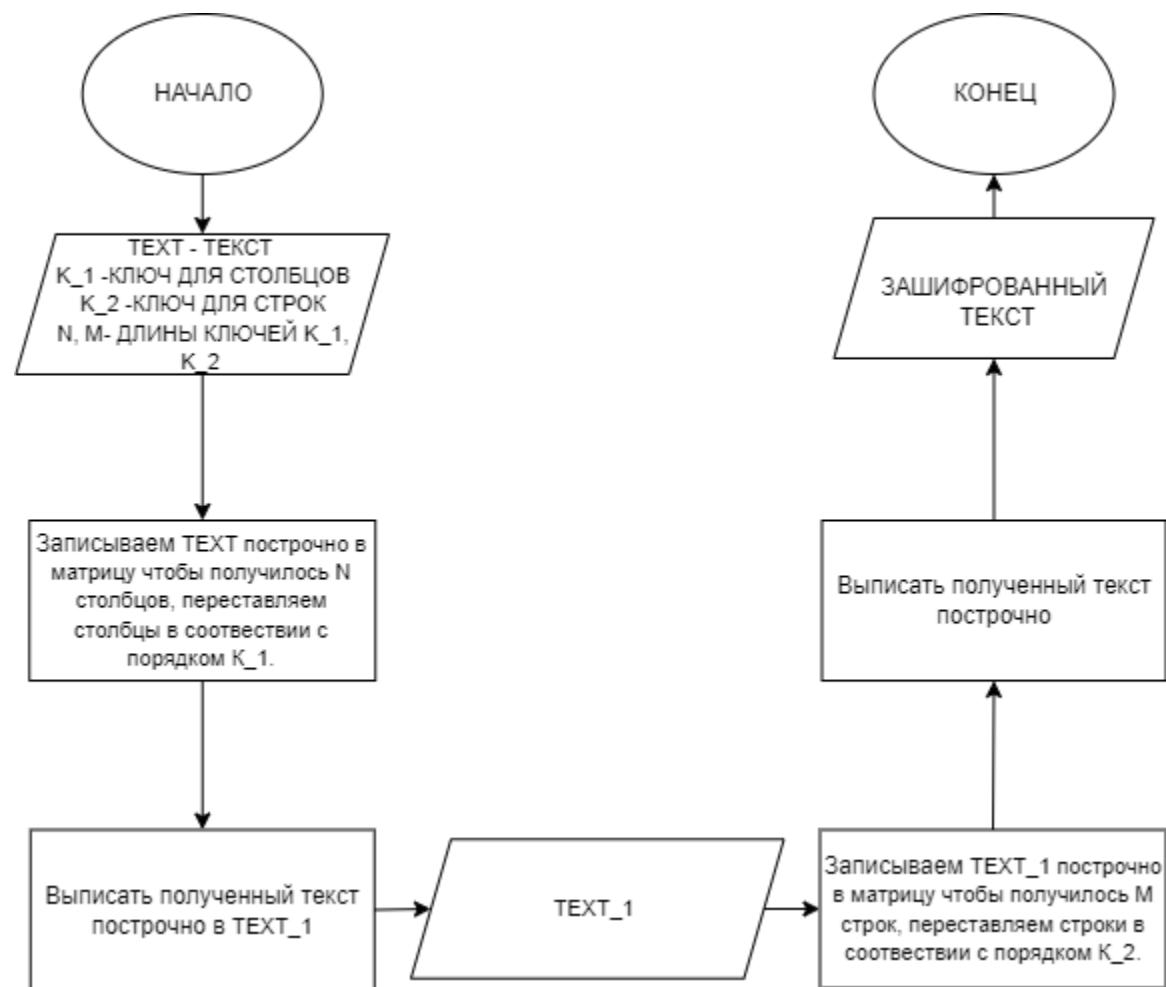 НАЧАЛО
TEXT - ТЕКСТ
K_1 -КЛЮЧ ДЛЯ СТОЛБЦОВ
K_2 -КЛЮЧ ДЛЯ СТРОК
N, M- ДЛИНЫ КЛЮЧЕЙ K_1,
K_2
Записываем TEXT построчно в
матрицу чтобы получилось N
столбцов, переставляем
столбцы в соотвествии с
порядком K_1.
Выписать полученный текст
построчно в TEXT_1
TEXT_1
Записываем TEXT_1 построчно
в матрицу чтобы получилось M
строк, переставляем строки в
соотвествии с порядком K_2.
Выписать полученный текст
построчно
ЗАШИФРОВАННЫЙ
ТЕКСТ
КОНЕЦ